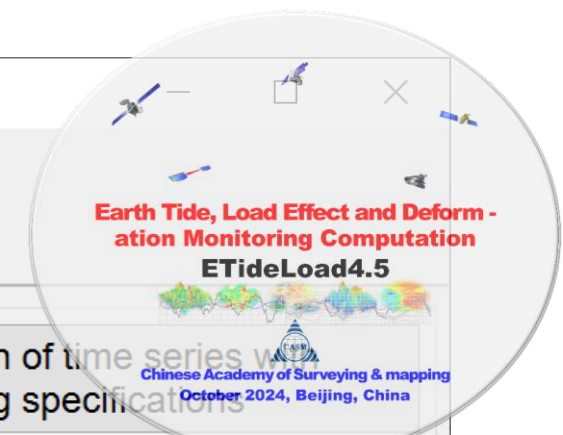 Earth Tide, Load Effect and Deform -
ation Monitoring Computation
ETideLoad4.5
CASM
n of time series with
Chinese Academy of Surveying & mapping
g specifications
October 2024, Beijing, China